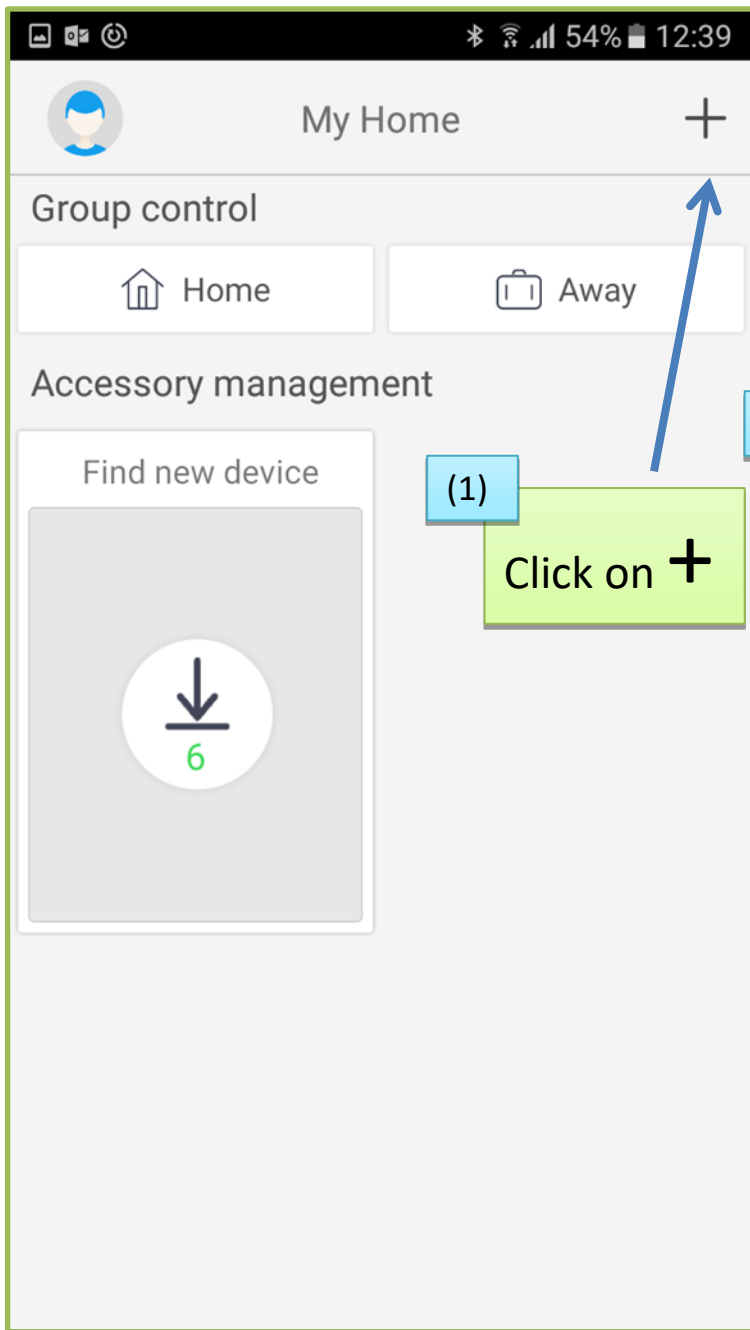 54% 12:39
My Home +
Group control
Home Away
Accessory management
Find new device
(1)
Click on +
6